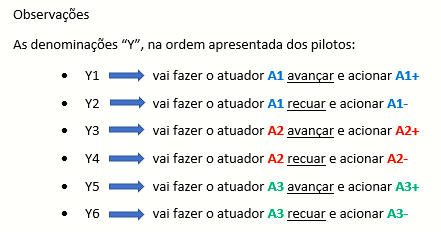 Observações
As denominações “Y”, na ordem apresentada dos pilotos:
• Y1 vai fazer o atuador A1 avançar e acionar A1+
• Y2 vai fazer o atuador A1 recuar e acionar A1-
• Y3 vai fazer o atuador A2 avançar e acionar A2+
• Y4 vai fazer o atuador A2 recuar e acionar A2-
• Y5 vai fazer o atuador A3 avançar e acionar A3+
• Y6 vai fazer o atuador A3 recuar e acionar A3-